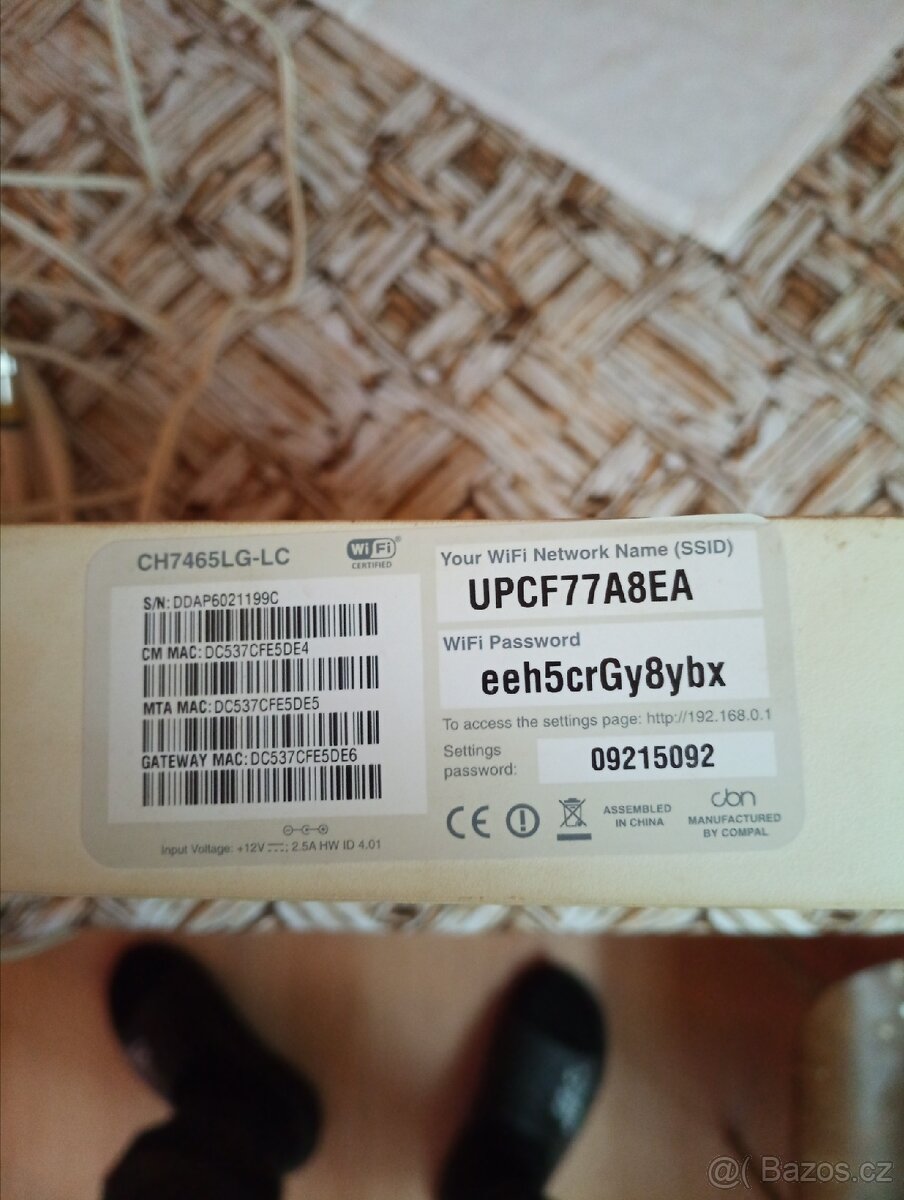 CH7465LG-LC
WiFi®
CERTIFIED
S/N: DDAP6021199C
CM MAC: DC537CFE5DE4
MTA MAC: DC537CFE5DE5
GATEWAY MAC: DC537CFE5DE6
Input Voltage: +12V ⎓; 2.5A HW ID 4.01
Your WiFi Network Name (SSID)
UPCF77A8EA
WiFi Password
eeh5crGy8ybx
To access the settings page: http://192.168.0.1
Settings
password:
09215092
CE
ASSEMBLED
IN CHINA
cbn
MANUFACTURED
BY COMPAL
@( Bazos.cz